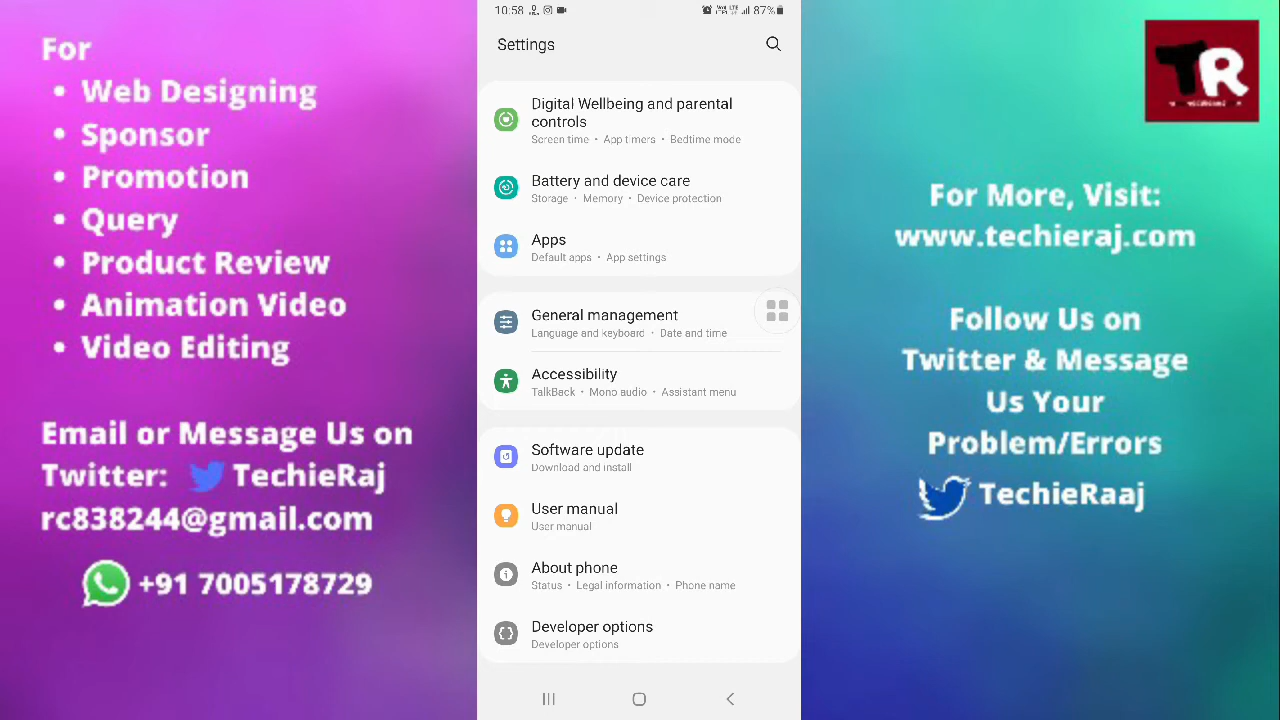 For
• Web Designing
• Sponsor
• Promotion
• Query
• Product Review
• Animation Video
• Video Editing
Email or Message Us on
Twitter: TechieRaj
rc838244@gmail.com
+91 7005178729
10:58
87%
Settings
Digital Wellbeing and parental
controls
Screen time • App timers • Bedtime mode
Battery and device care
Storage • Memory • Device protection
Apps
Default apps • App settings
General management
Language and keyboard • Date and time
Accessibility
TalkBack • Mono audio • Assistant menu
Software update
Download and install
User manual
User manual
About phone
Status • Legal information • Phone name
Developer options
Developer options
TR
For More, Visit:
www.techieraj.com
Follow Us on
Twitter & Message
Us Your
Problem/Errors
TechieRaaj